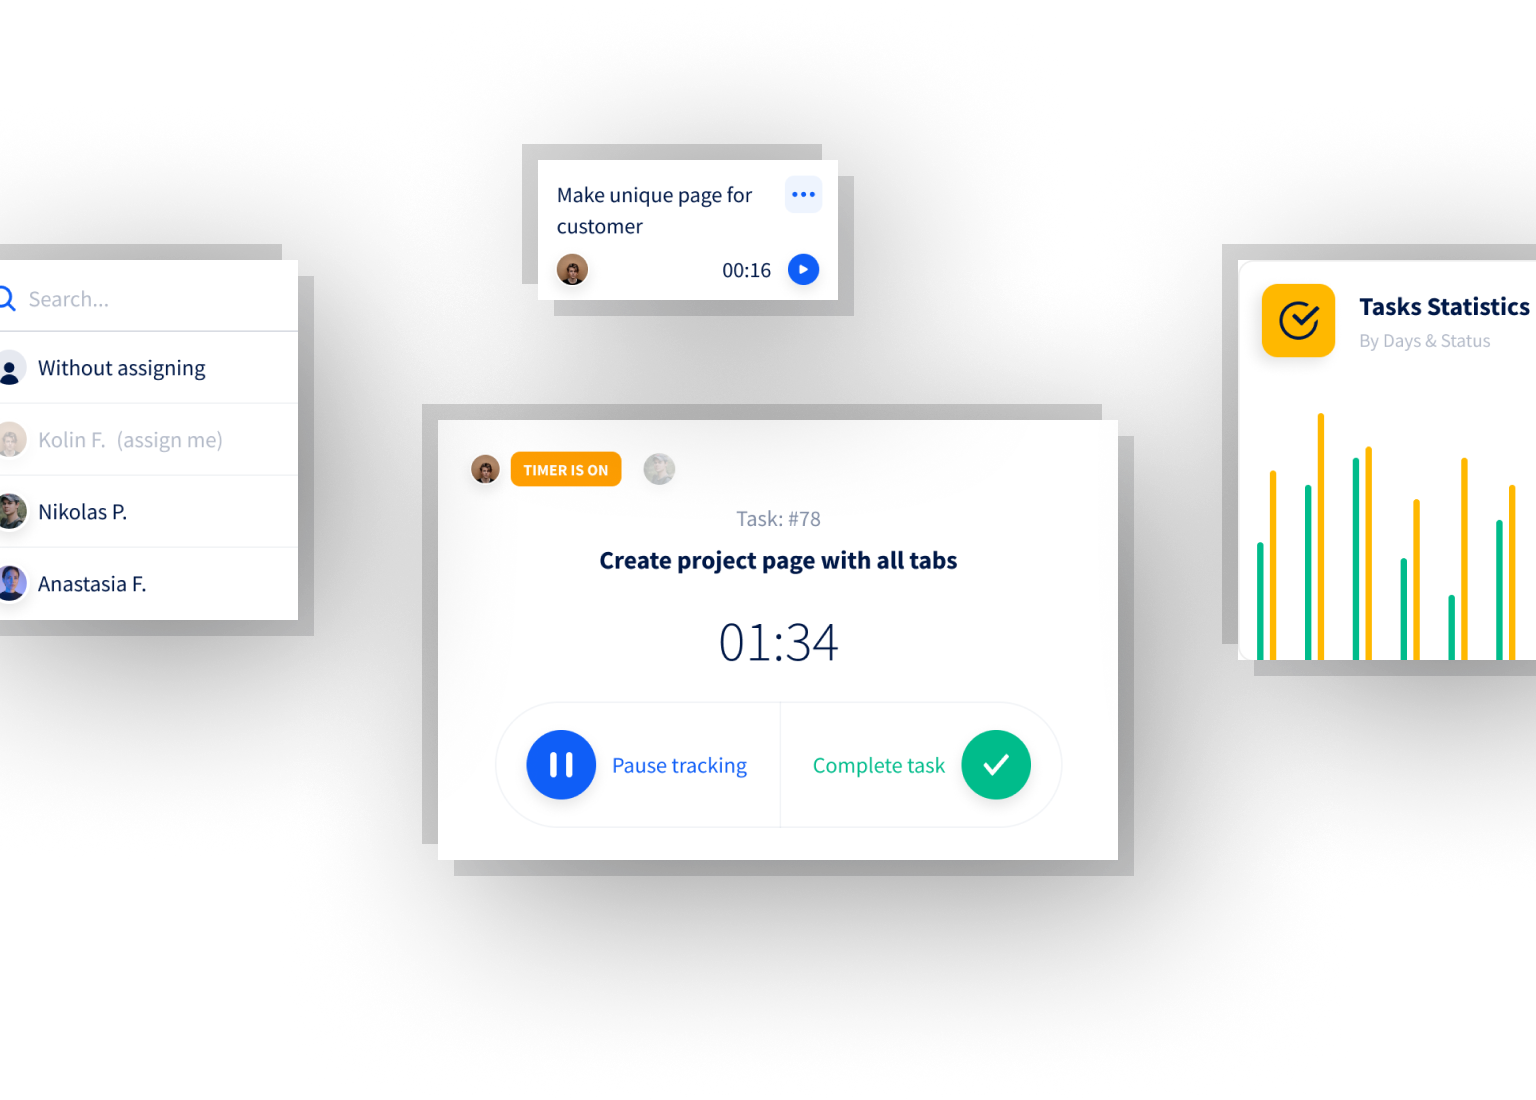 Make unique page for
customer
00:16
Search...
Without assigning
Kolin F. (assign me)
Nikolas P.
Anastasia F.
TIMER IS ON
Task: #78
Create project page with all tabs
01:34
Pause tracking
Complete task
Tasks Statistics
By Days & Status